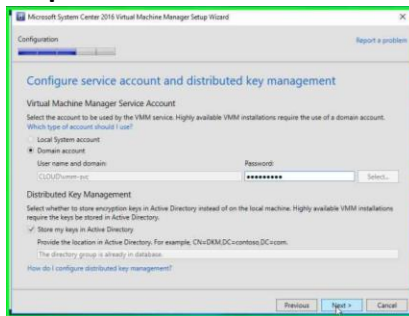 Microsoft System Center 2016 Virtual Machine Manager Setup Wizard
Configuration
Report a problem
Configure service account and distributed key management
Virtual Machine Manager Service Account
Select the account to be used by the VMM service. Highly available VMM installations require the use of a domain account.
Which type of account should I use?
Local System account
Domain account
User name and domain:
Password:
CLOUD\vmm-svc
Select...
Distributed Key Management
Select whether to store encryption keys in Active Directory instead of on the local machine. Highly available VMM installations
require the keys be stored in Active Directory.
Store my keys in Active Directory
Provide the location in Active Directory. For example, CN=DKM,DC=contoso,DC=com.
The directory group is already in database.
How do I configure distributed key management?
Previous
Next >
Cancel